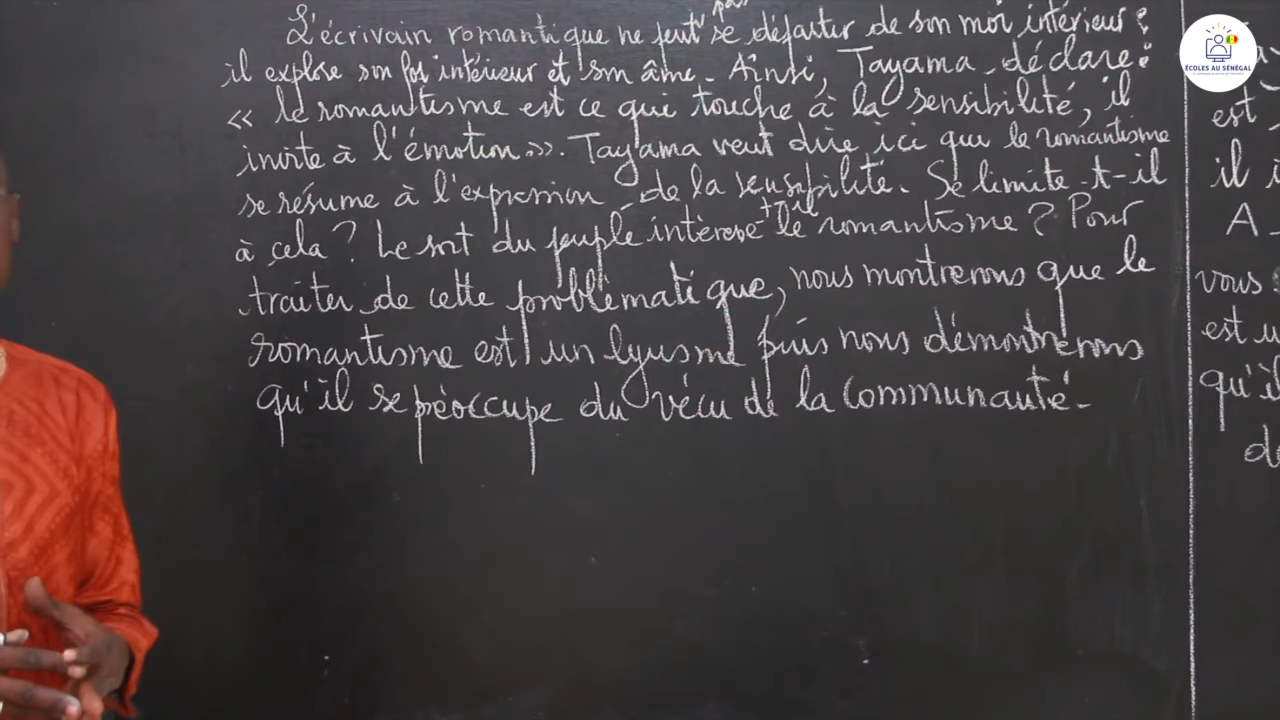 pas
L'écrivain romantique ne peut se défaiter de son moi intérieur ;
il explore son for intérieur et son âme. Ainsi, Tayama déclare :
« le romantisme est ce qui touche à la sensibilité, il
invite à l'émotion ». Tayama veut dire ici que le romantisme
se résume à l'expression de la sensibilité. Se limite-t-il
à cela ? Le sort du peuple intéresse-t-il le romantisme ? Pour
traiter de cette problématique, nous montrerons que le
romantisme est un lyrisme puis nous démontrerons
qu'il se péoccupe du vécu de la communauté.
ÉCOLES AU SÉNÉGAL
est
il i
A -
vous
est u
qu'il
de